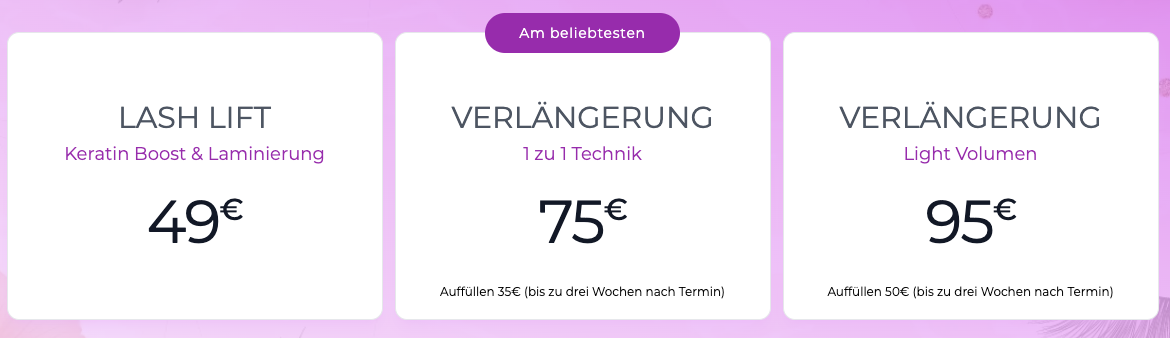 LASH LIFT
Keratin Boost & Laminierung
49€
Am beliebtesten
VERLÄNGERUNG
1 zu 1 Technik
75€
Auffüllen 35€ (bis zu drei Wochen nach Termin)
VERLÄNGERUNG
Light Volumen
95€
Auffüllen 50€ (bis zu drei Wochen nach Termin)